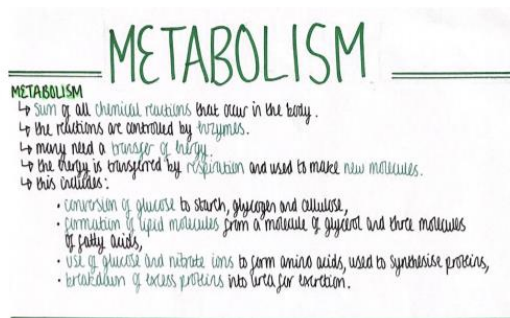 METABOLISM
METABOLISM
↳ sum of all chemical reactions that occur in the body.
↳ the reactions are controlled by enzymes.
↳ many need a transfer of energy.
↳ the energy is transferred by respiration and used to make new molecules.
↳ this includes:
• conversion of glucose to starch, glycogen and cellulose,
• formation of lipid molecules from a molecule of glycerol and three molecules
of fatty acids,
• use of glucose and nitrate ions to form amino acids, used to synthesise proteins,
• breakdown of excess proteins into urea for excretion.